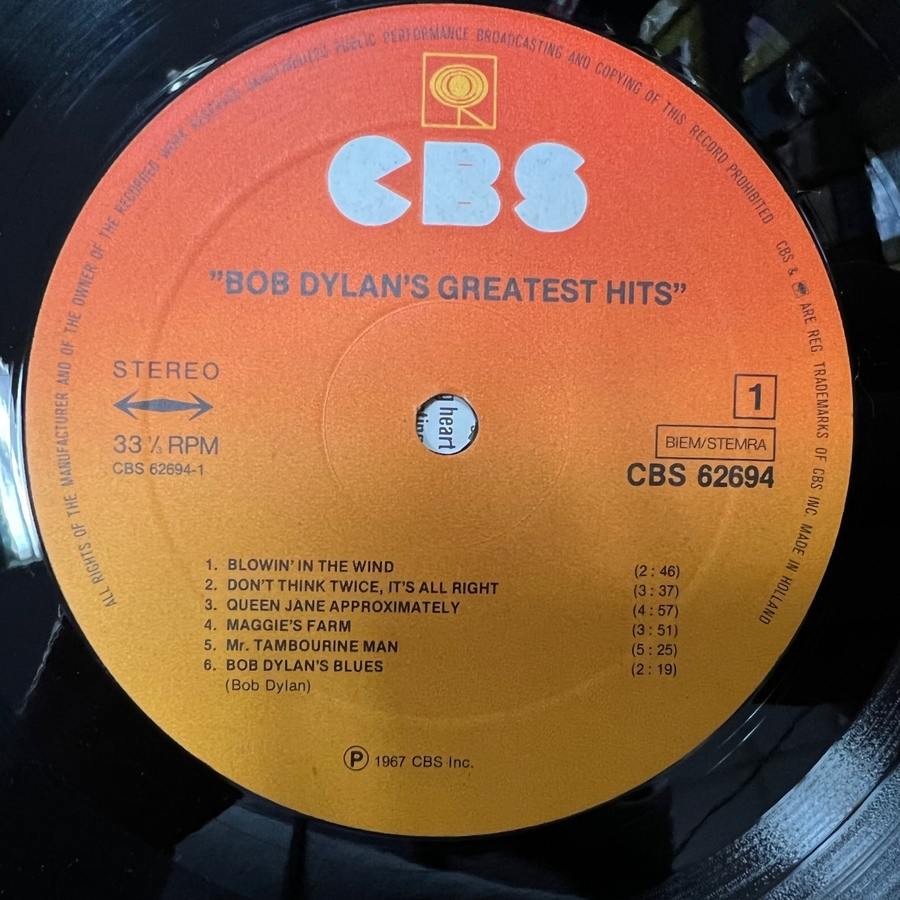 ALL RIGHTS OF THE MANUFACTURER AND OF THE OWNER OF THE RECORDED WORK RESERVED UNAUTHORIZED PUBLIC PERFORMANCE BROADCASTING AND COPYING OF THIS RECORD PROHIBITED
CBS & ARE REG. TRADEMARKS OF CBS INC. MADE IN HOLLAND
CBS
"BOB DYLAN'S GREATEST HITS"
STEREO
33 ⅓ RPM
CBS 62694-1
1
BIEM/STEMRA
CBS 62694
heart
1. BLOWIN' IN THE WIND (2 : 46)
2. DON'T THINK TWICE, IT'S ALL RIGHT (3 : 37)
3. QUEEN JANE APPROXIMATELY (4 : 57)
4. MAGGIE'S FARM (3 : 51)
5. Mr. TAMBOURINE MAN (5 : 25)
6. BOB DYLAN'S BLUES (2 : 19)
(Bob Dylan)
Ⓟ 1967 CBS Inc.